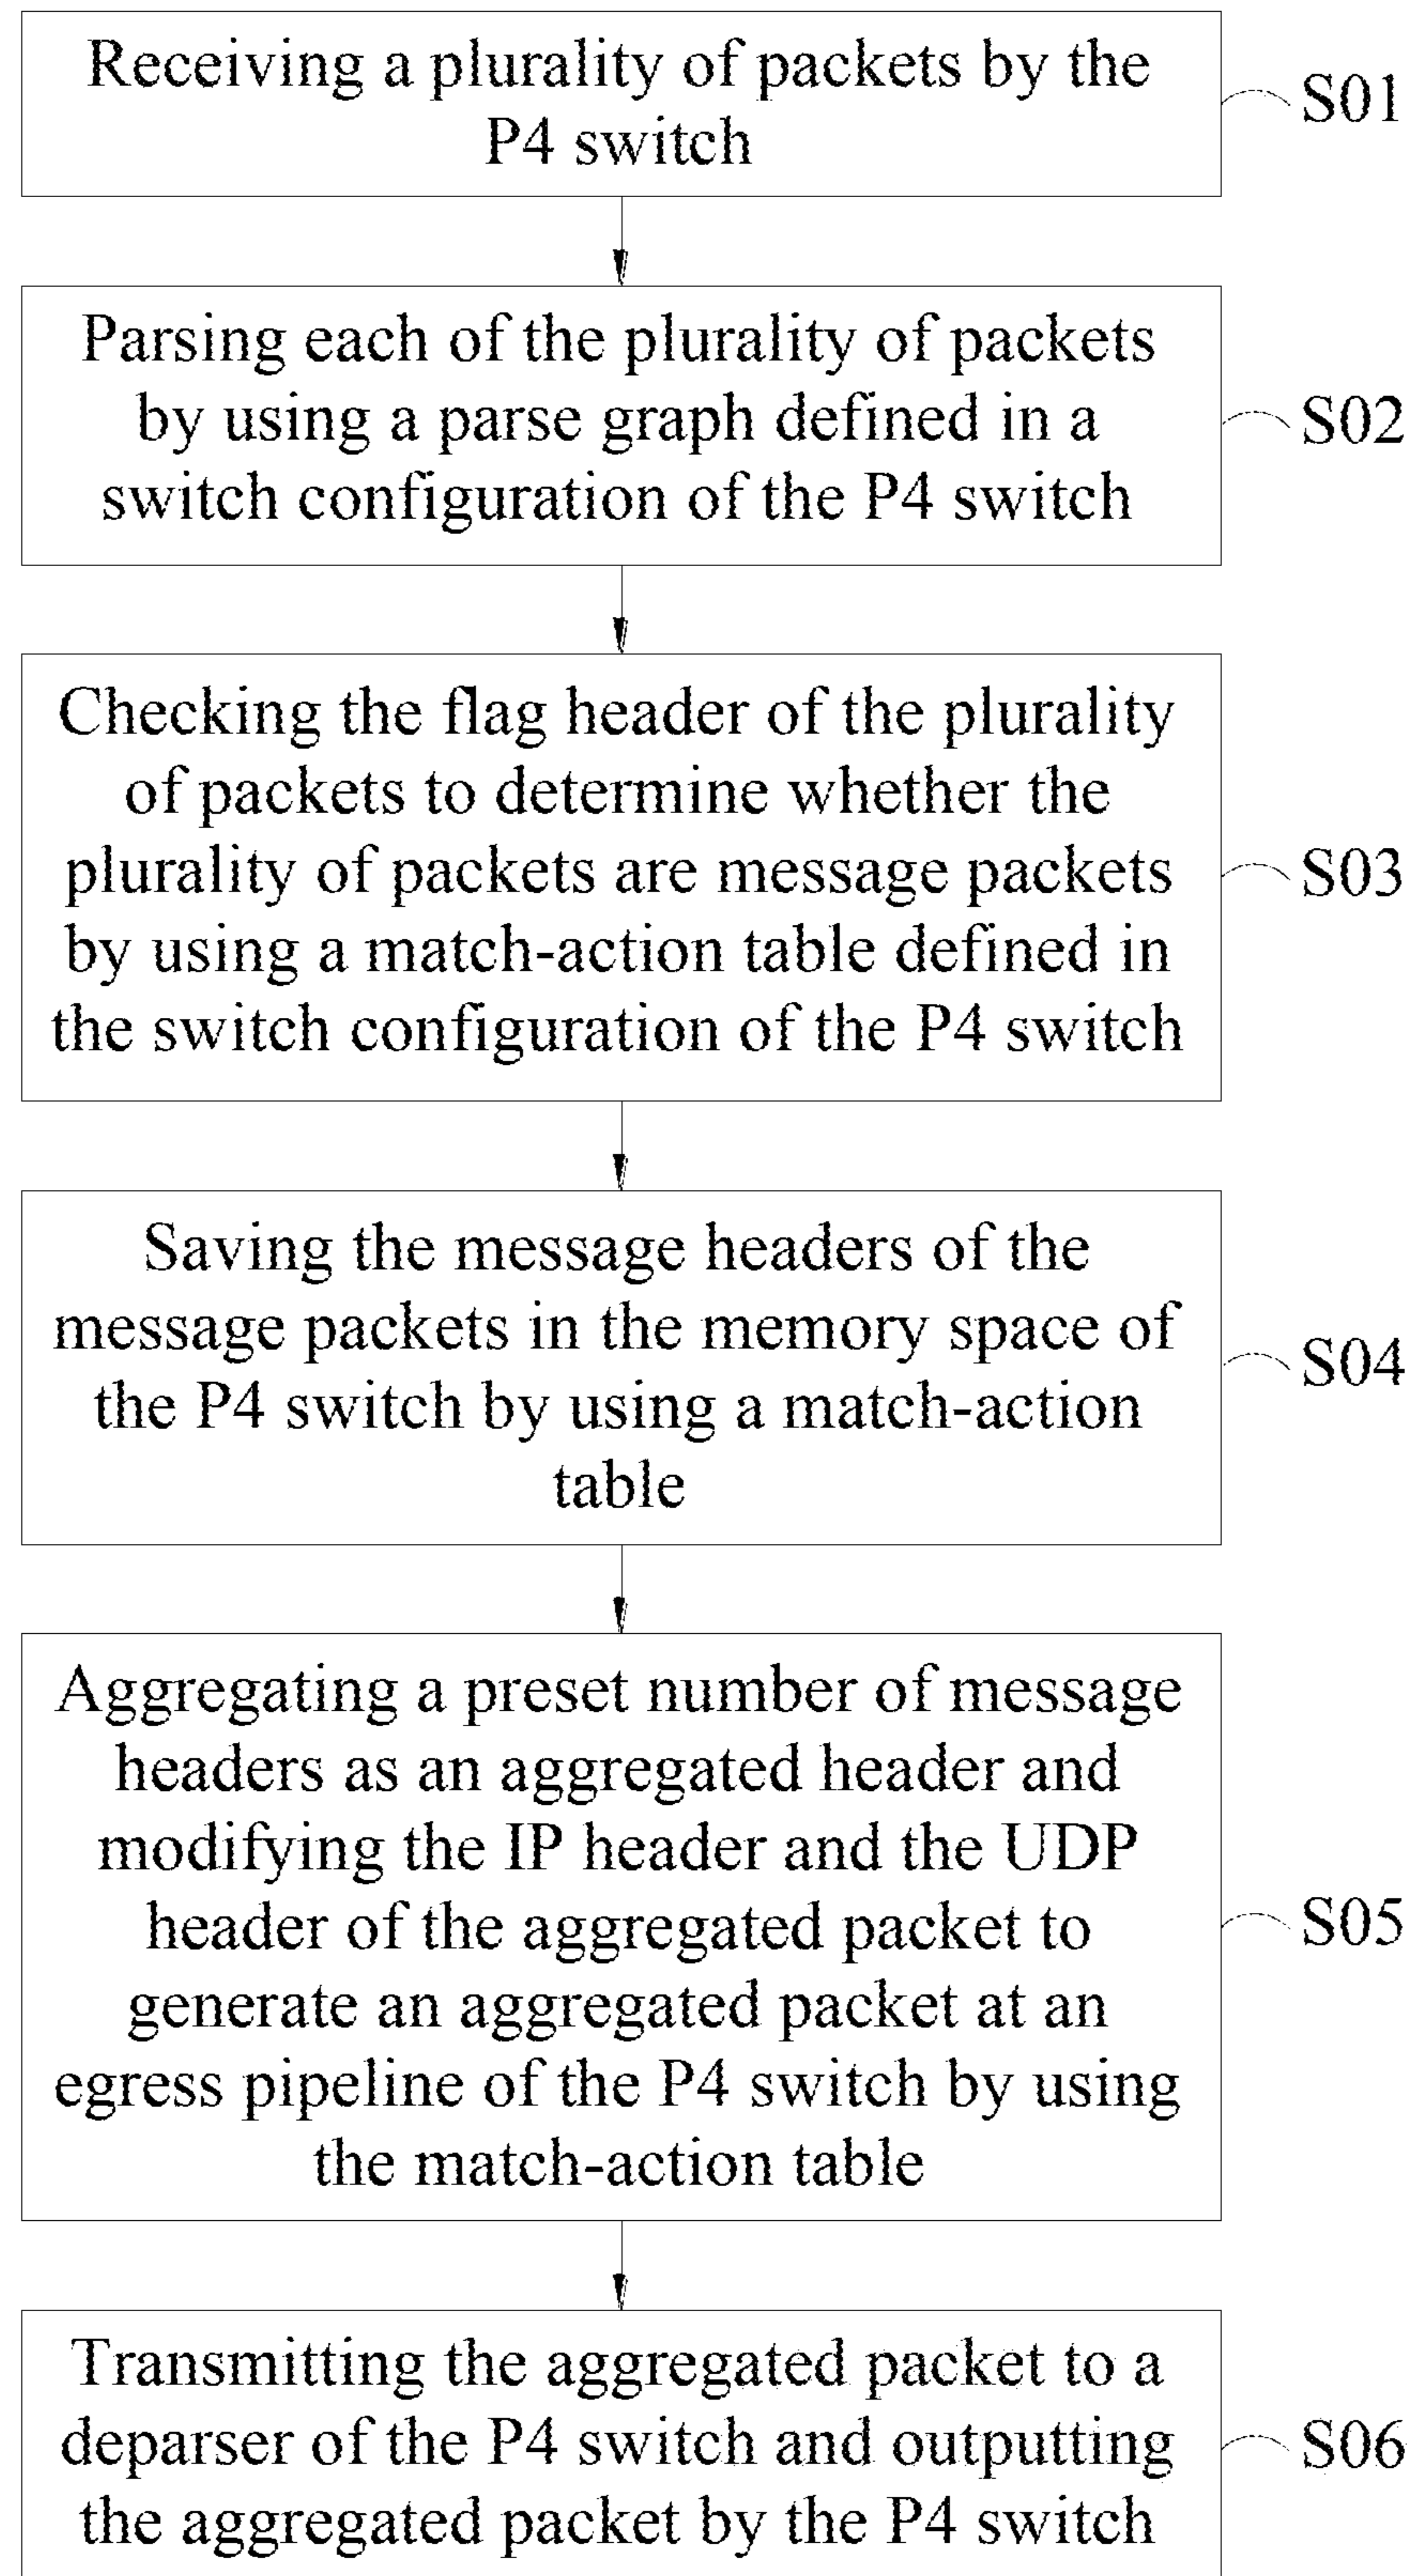 Receiving a plurality of packets by the
P4 switch
S01
Parsing each of the plurality of packets
by using a parse graph defined in a
switch configuration of the P4 switch
S02
Checking the flag header of the plurality
of packets to determine whether the
plurality of packets are message packets
by using a match-action table defined in
the switch configuration of the P4 switch
S03
Saving the message headers of the
message packets in the memory space of
the P4 switch by using a match-action
table
S04
Aggregating a preset number of message
headers as an aggregated header and
modifying the IP header and the UDP
header of the aggregated packet to
generate an aggregated packet at an
egress pipeline of the P4 switch by using
the match-action table
S05
Transmitting the aggregated packet to a
deparser of the P4 switch and outputting
the aggregated packet by the P4 switch
S06